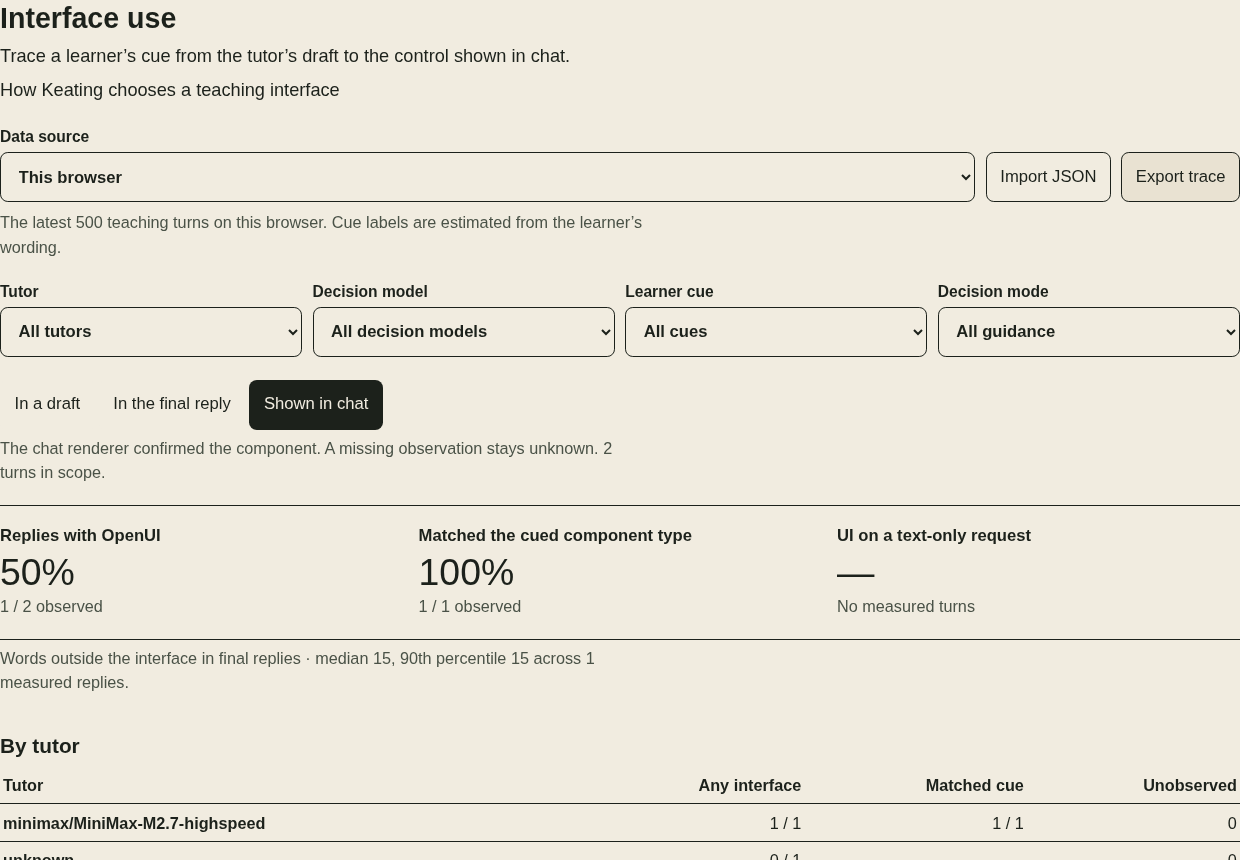 Interface use
Trace a learner’s cue from the tutor’s draft to the control shown in chat.
How Keating chooses a teaching interface
Data source
This browser
Import JSON
Export trace
The latest 500 teaching turns on this browser. Cue labels are estimated from the learner’s
wording.
Tutor
Decision model
Learner cue
Decision mode
All tutors
All decision models
All cues
All guidance
In a draft
In the final reply
Shown in chat
The chat renderer confirmed the component. A missing observation stays unknown. 2
turns in scope.
Replies with OpenUI
Matched the cued component type
UI on a text-only request
50%
100%
—
1 / 2 observed
1 / 1 observed
No measured turns
Words outside the interface in final replies · median 15, 90th percentile 15 across 1
measured replies.
By tutor
Tutor Any interface Matched cue Unobserved
minimax/MiniMax-M2.7-highspeed 1 / 1 1 / 1 0
unknown 0 / 1 0